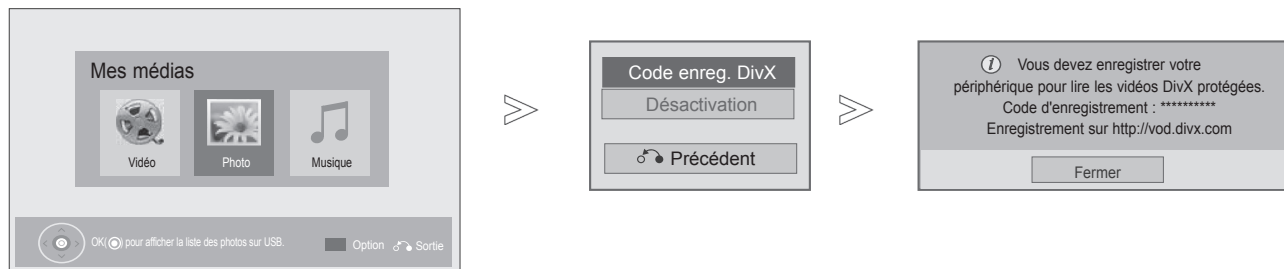 Mes médias
Vidéo
Photo
Musique
OK(◉) pour afficher la liste des photos sur USB.
Option
Sortie
Code enreg. DivX
Désactivation
Précédent
Vous devez enregistrer votre
périphérique pour lire les vidéos DivX protégées.
Code d'enregistrement : **********
Enregistrement sur http://vod.divx.com
Fermer